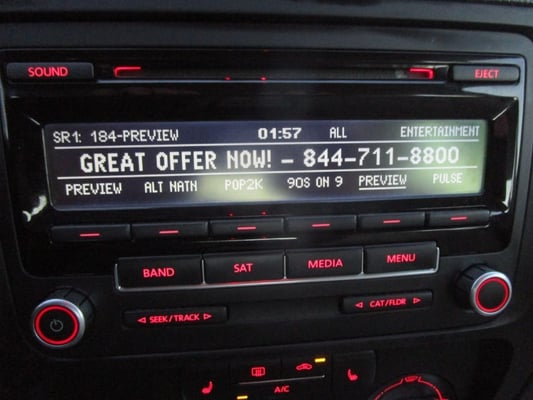 SOUND
EJECT
SR1: 184-PREVIEW 01:57 ALL ENTERTAINMENT
GREAT OFFER NOW! - 844-711-8800
PREVIEW ALT NATN POP2K 90S ON 9 PREVIEW PULSE
BAND SAT MEDIA MENU
SEEK/TRACK CAT/FLDR
A/C